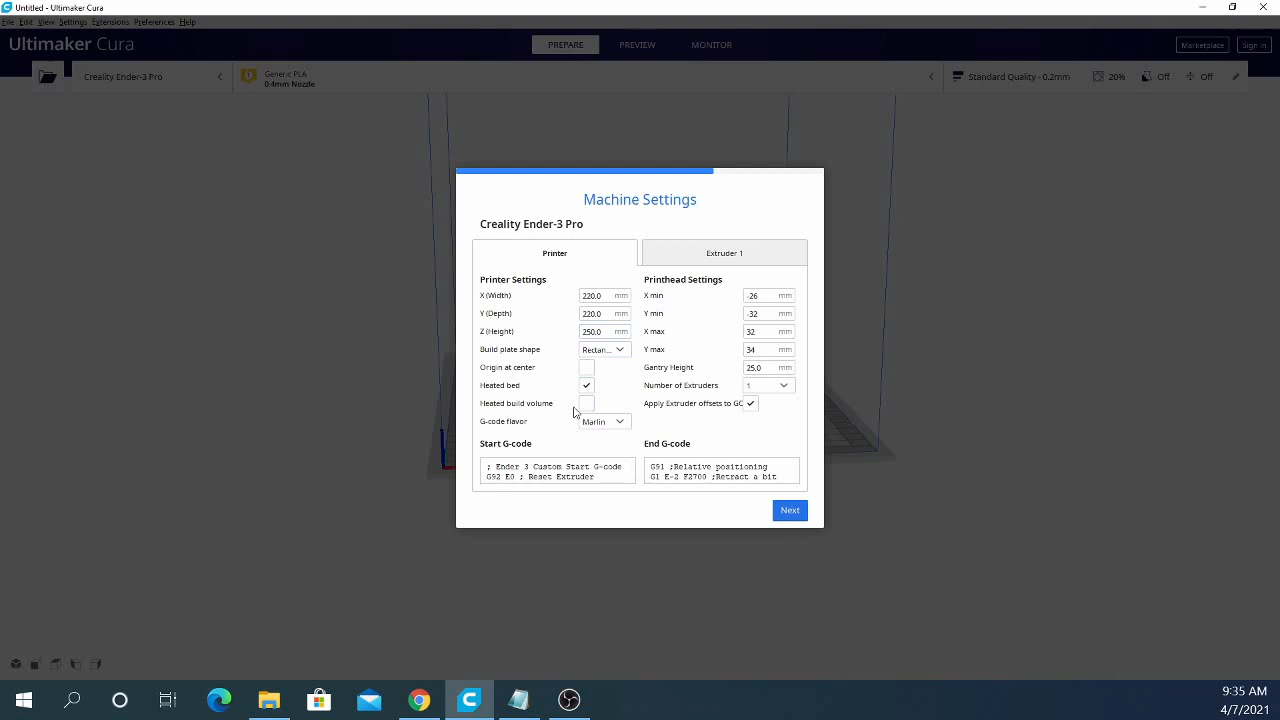 Untitled - Ultimaker Cura
File Edit View Settings Extensions Preferences Help
Ultimaker Cura
PREPARE
PREVIEW
MONITOR
Marketplace
Sign in
Creality Ender-3 Pro
Generic PLA
0.4mm Nozzle
Standard Quality - 0.2mm
20%
Off
Off
Machine Settings
Creality Ender-3 Pro
Printer
Extruder 1
Printer Settings
X (Width) 220.0 mm
Y (Depth) 220.0 mm
Z (Height) 250.0 mm
Build plate shape Rectan...
Origin at center
Heated bed
Heated build volume
G-code flavor Marlin
Printhead Settings
X min -26 mm
Y min -32 mm
X max 32 mm
Y max 34 mm
Gantry Height 25.0 mm
Number of Extruders 1
Apply Extruder offsets to GC
Start G-code
; Ender 3 Custom Start G-code
G92 E0 ; Reset Extruder
End G-code
G91 ;Relative positioning
G1 E-2 F2700 ;Retract a bit
Next
9:35 AM
4/7/2021